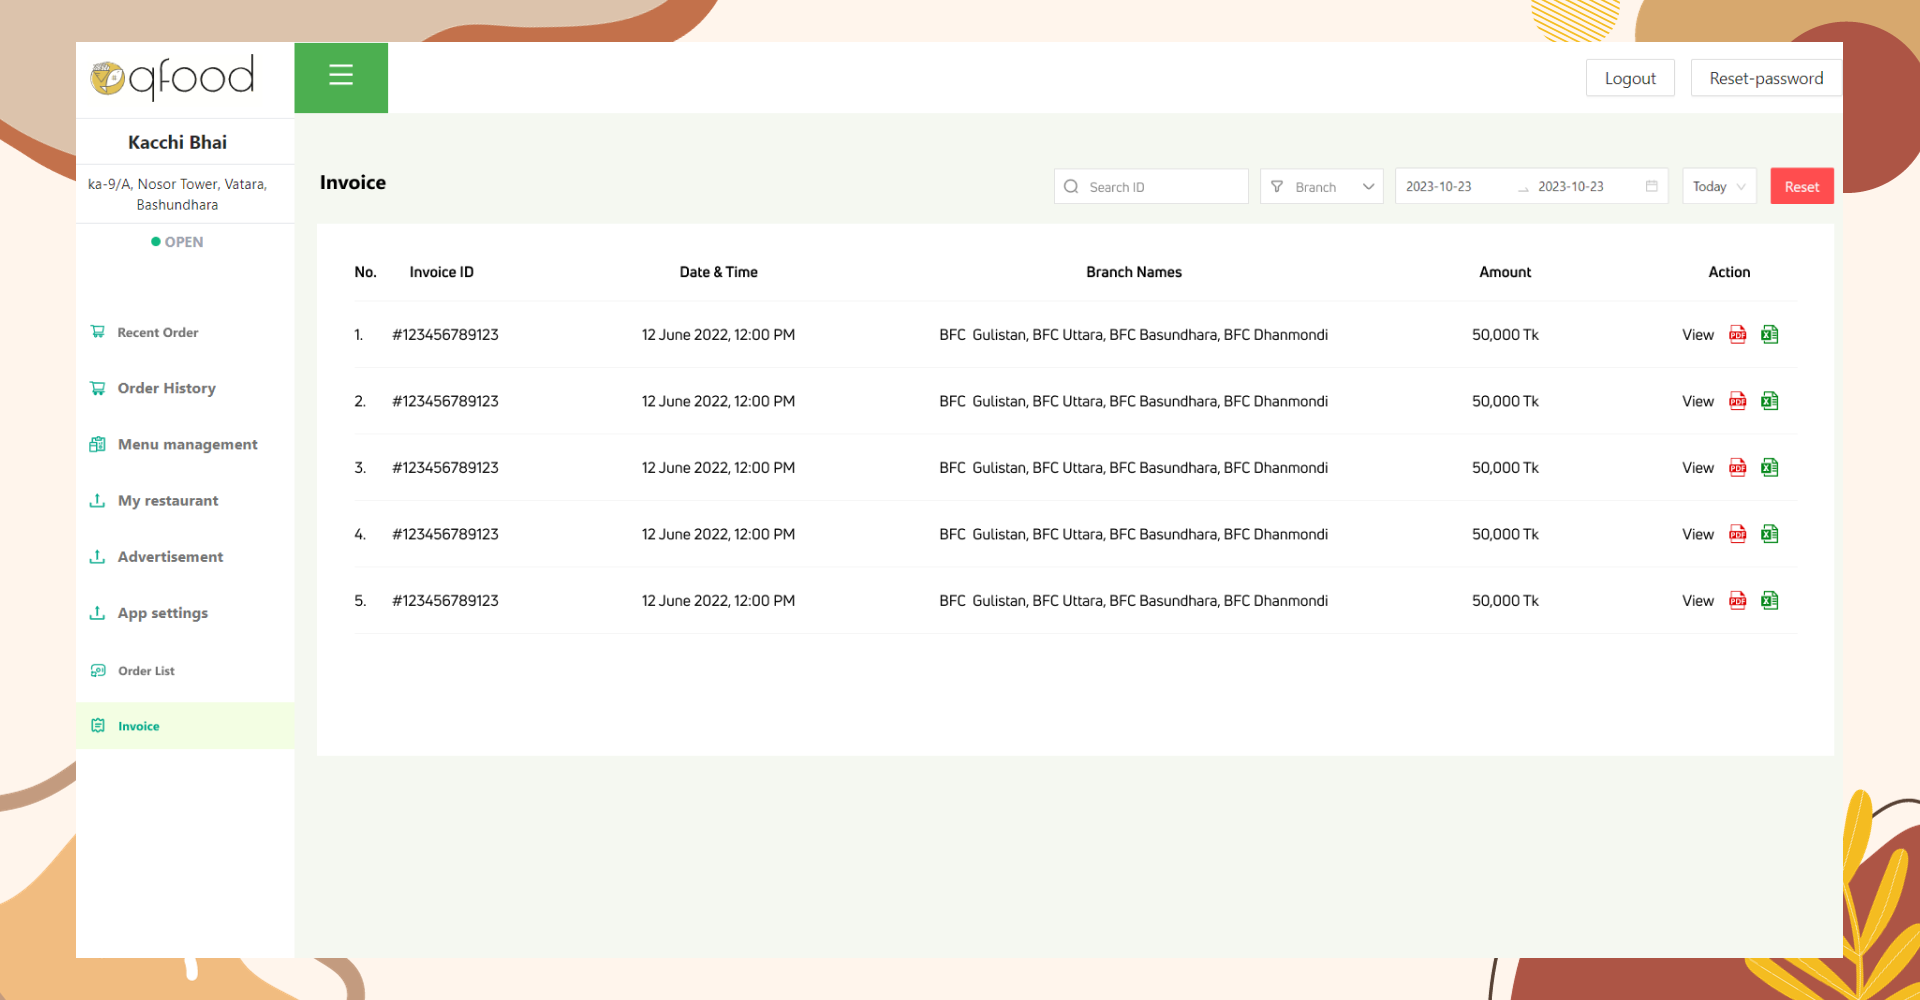 qfood
Logout Reset-password
Kacchi Bhai
ka-9/A, Nosor Tower, Vatara,
Bashundhara
OPEN
Recent Order
Order History
Menu management
My restaurant
Advertisement
App settings
Order List
Invoice
Invoice Search ID Branch 2023-10-23 2023-10-23 Today Reset
No. Invoice ID Date & Time Branch Names Amount Action
1. #123456789123 12 June 2022, 12:00 PM BFC Gulistan, BFC Uttara, BFC Basundhara, BFC Dhanmondi 50,000 Tk View PDF X
2. #123456789123 12 June 2022, 12:00 PM BFC Gulistan, BFC Uttara, BFC Basundhara, BFC Dhanmondi 50,000 Tk View PDF X
3. #123456789123 12 June 2022, 12:00 PM BFC Gulistan, BFC Uttara, BFC Basundhara, BFC Dhanmondi 50,000 Tk View PDF X
4. #123456789123 12 June 2022, 12:00 PM BFC Gulistan, BFC Uttara, BFC Basundhara, BFC Dhanmondi 50,000 Tk View PDF X
5. #123456789123 12 June 2022, 12:00 PM BFC Gulistan, BFC Uttara, BFC Basundhara, BFC Dhanmondi 50,000 Tk View PDF X